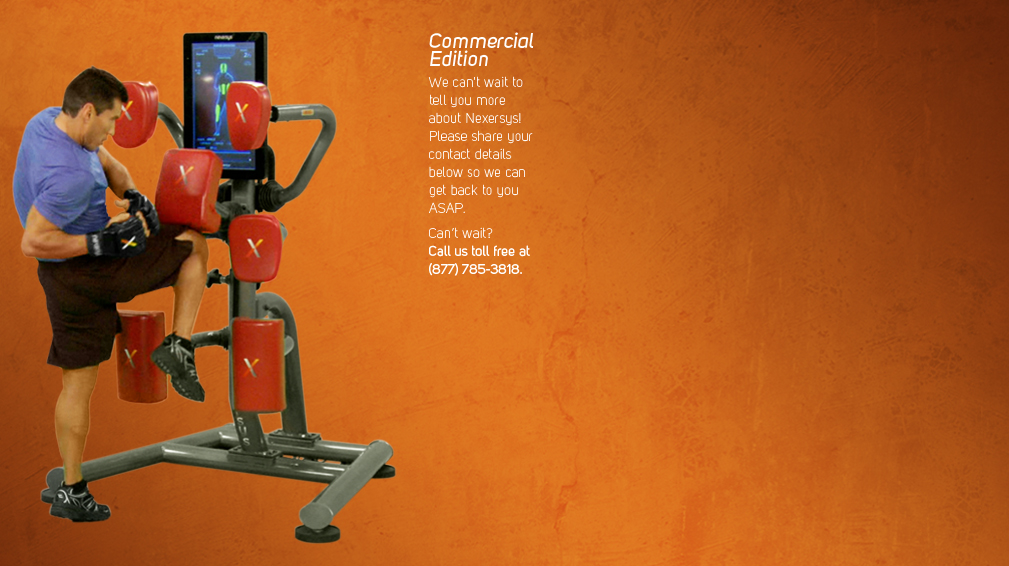 nexersys
Commercial
Edition
We can't wait to
tell you more
about Nexersys!
Please share your
contact details
below so we can
get back to you
ASAP.
Can't wait?
Call us toll free at
(877) 785-3818.